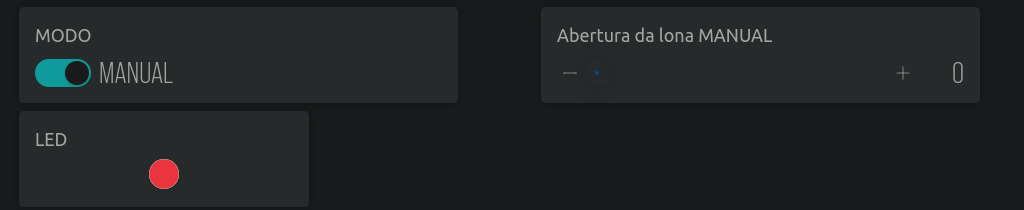 MODO
MANUAL
Abertura da lona MANUAL
— + 0
LED